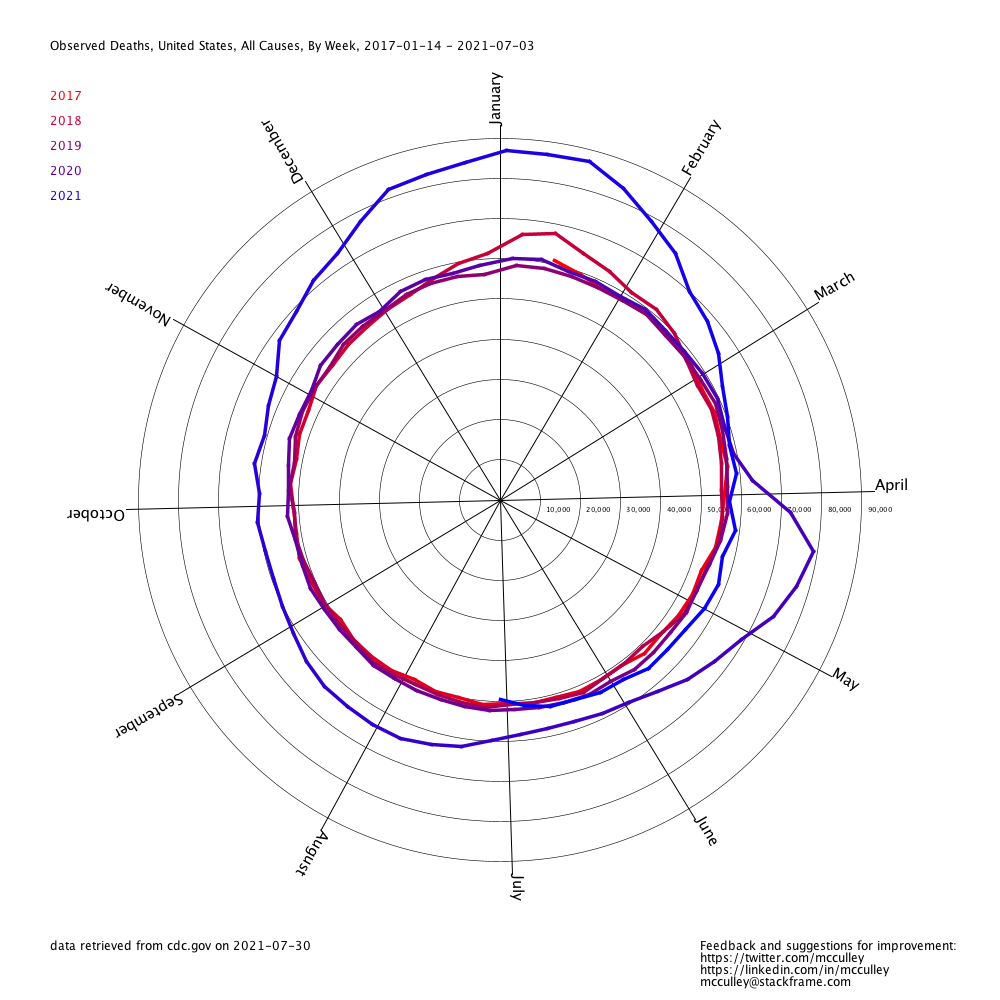 Observed Deaths, United States, All Causes, By Week, 2017-01-14 - 2021-07-03
2017
2018
2019
2020
2021
January
February
March
April
May
June
July
August
September
October
November
December
10,000
20,000
30,000
40,000
50,000
60,000
70,000
80,000
90,000
data retrieved from cdc.gov on 2021-07-30
Feedback and suggestions for improvement:
https://twitter.com/mcculley
https://linkedin.com/in/mcculley
mcculley@stackframe.com